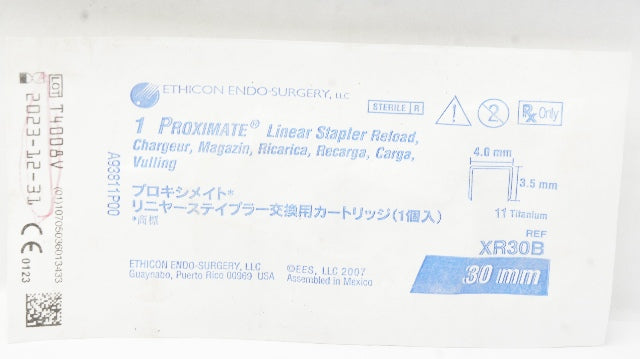 ETHICON ENDO-SURGERY, LLC
STERILE R
Rx Only
1 PROXIMATE® Linear Stapler Reload,
Chargeur, Magazin, Ricarica, Recarga, Carga,
Vulling
プロキシメイト*
リニヤーステイプラー交換用カートリッジ(1個入)
*商標
4.0 mm
3.5 mm
11 Titanium
REF
XR30B
30 mm
ETHICON ENDO-SURGERY, LLC
Guaynabo, Puerto Rico 00969 USA
©EES, LLC 2007
Assembled in Mexico
A93811P00
LOT T4008V
2023-12-31
CE 0123